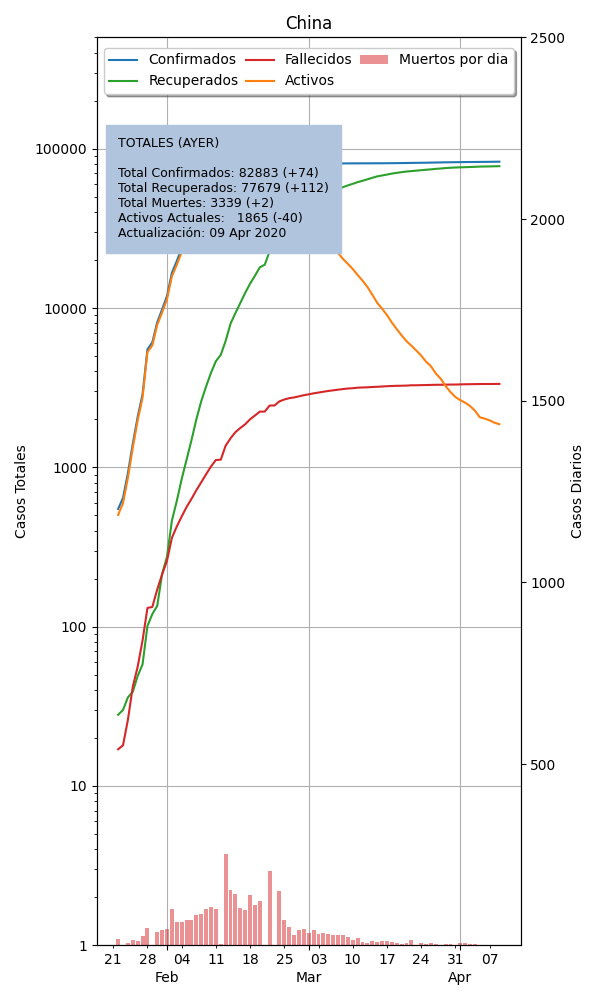 China
Confirmados
Recuperados
Fallecidos
Activos
Muertos por dia
TOTALES (AYER)
Total Confirmados: 82883 (+74)
Total Recuperados: 77679 (+112)
Total Muertes: 3339 (+2)
Activos Actuales:   1865 (-40)
Actualización: 09 Apr 2020
Casos Totales
100000
10000
1000
100
10
1
Casos Diarios
2500
2000
1500
1000
500
21 28 04 11 18 25 03 10 17 24 31 07
Feb Mar Apr